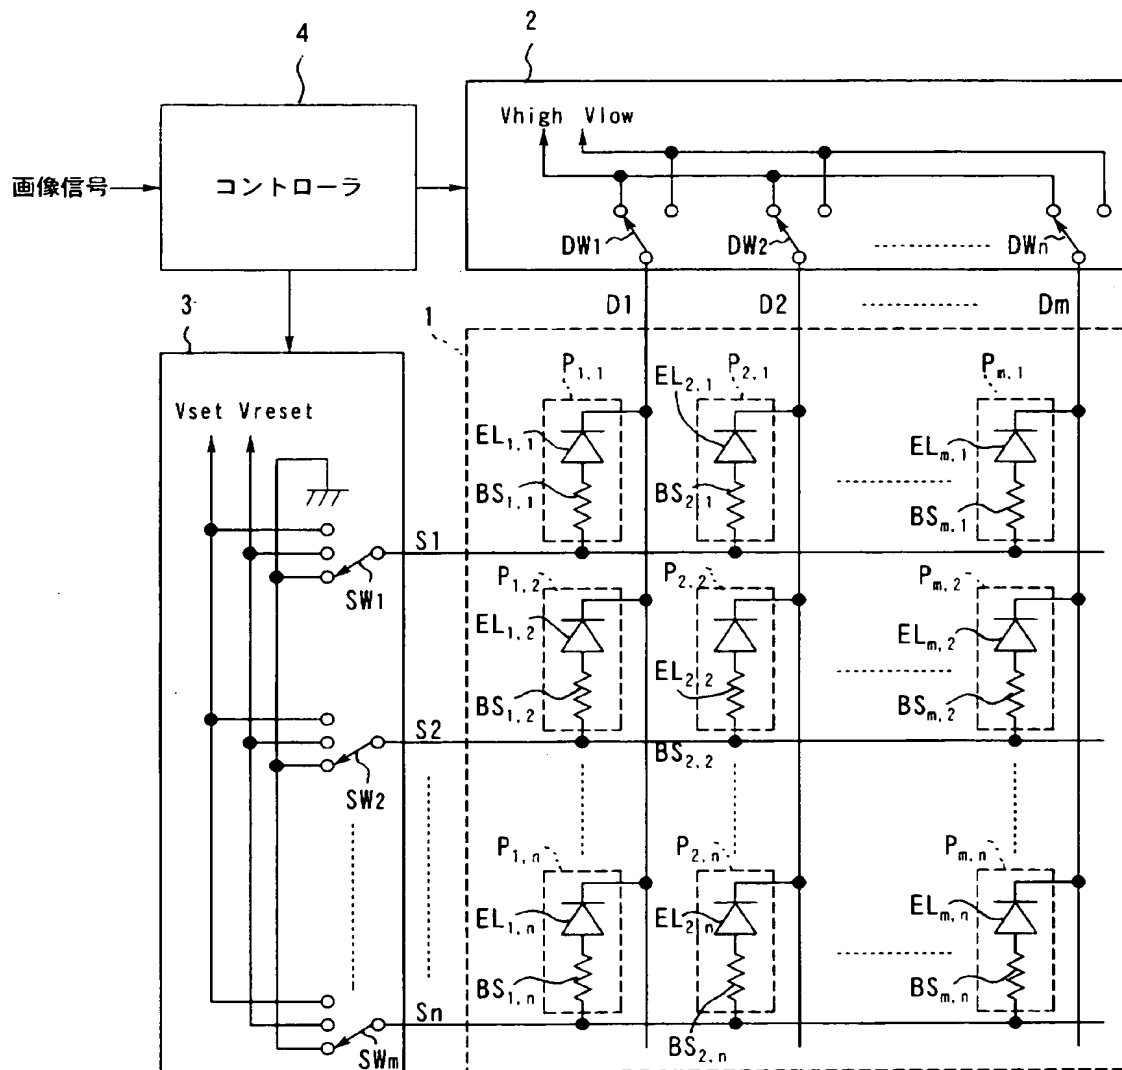 4
2
Vhigh Vlow
画像信号
コントローラ
DW1
DW2
DWn
3
1
D1
D2
Dm
Vset Vreset
P1,1
EL2,1
P2,1
Pm,1
EL1,1
ELm,1
BS1,1
BS2,1
BSm,1
S1
SW1
P1,2
P2,2
Pm,2
EL1,2
ELm,2
EL2,2
BS1,2
BSm,2
S2
BS2,2
SW2
P1,n
P2,n
Pm,n
EL1,n
EL2,n
ELm,n
BS1,n
BSm,n
Sn
SWm
BS2,n